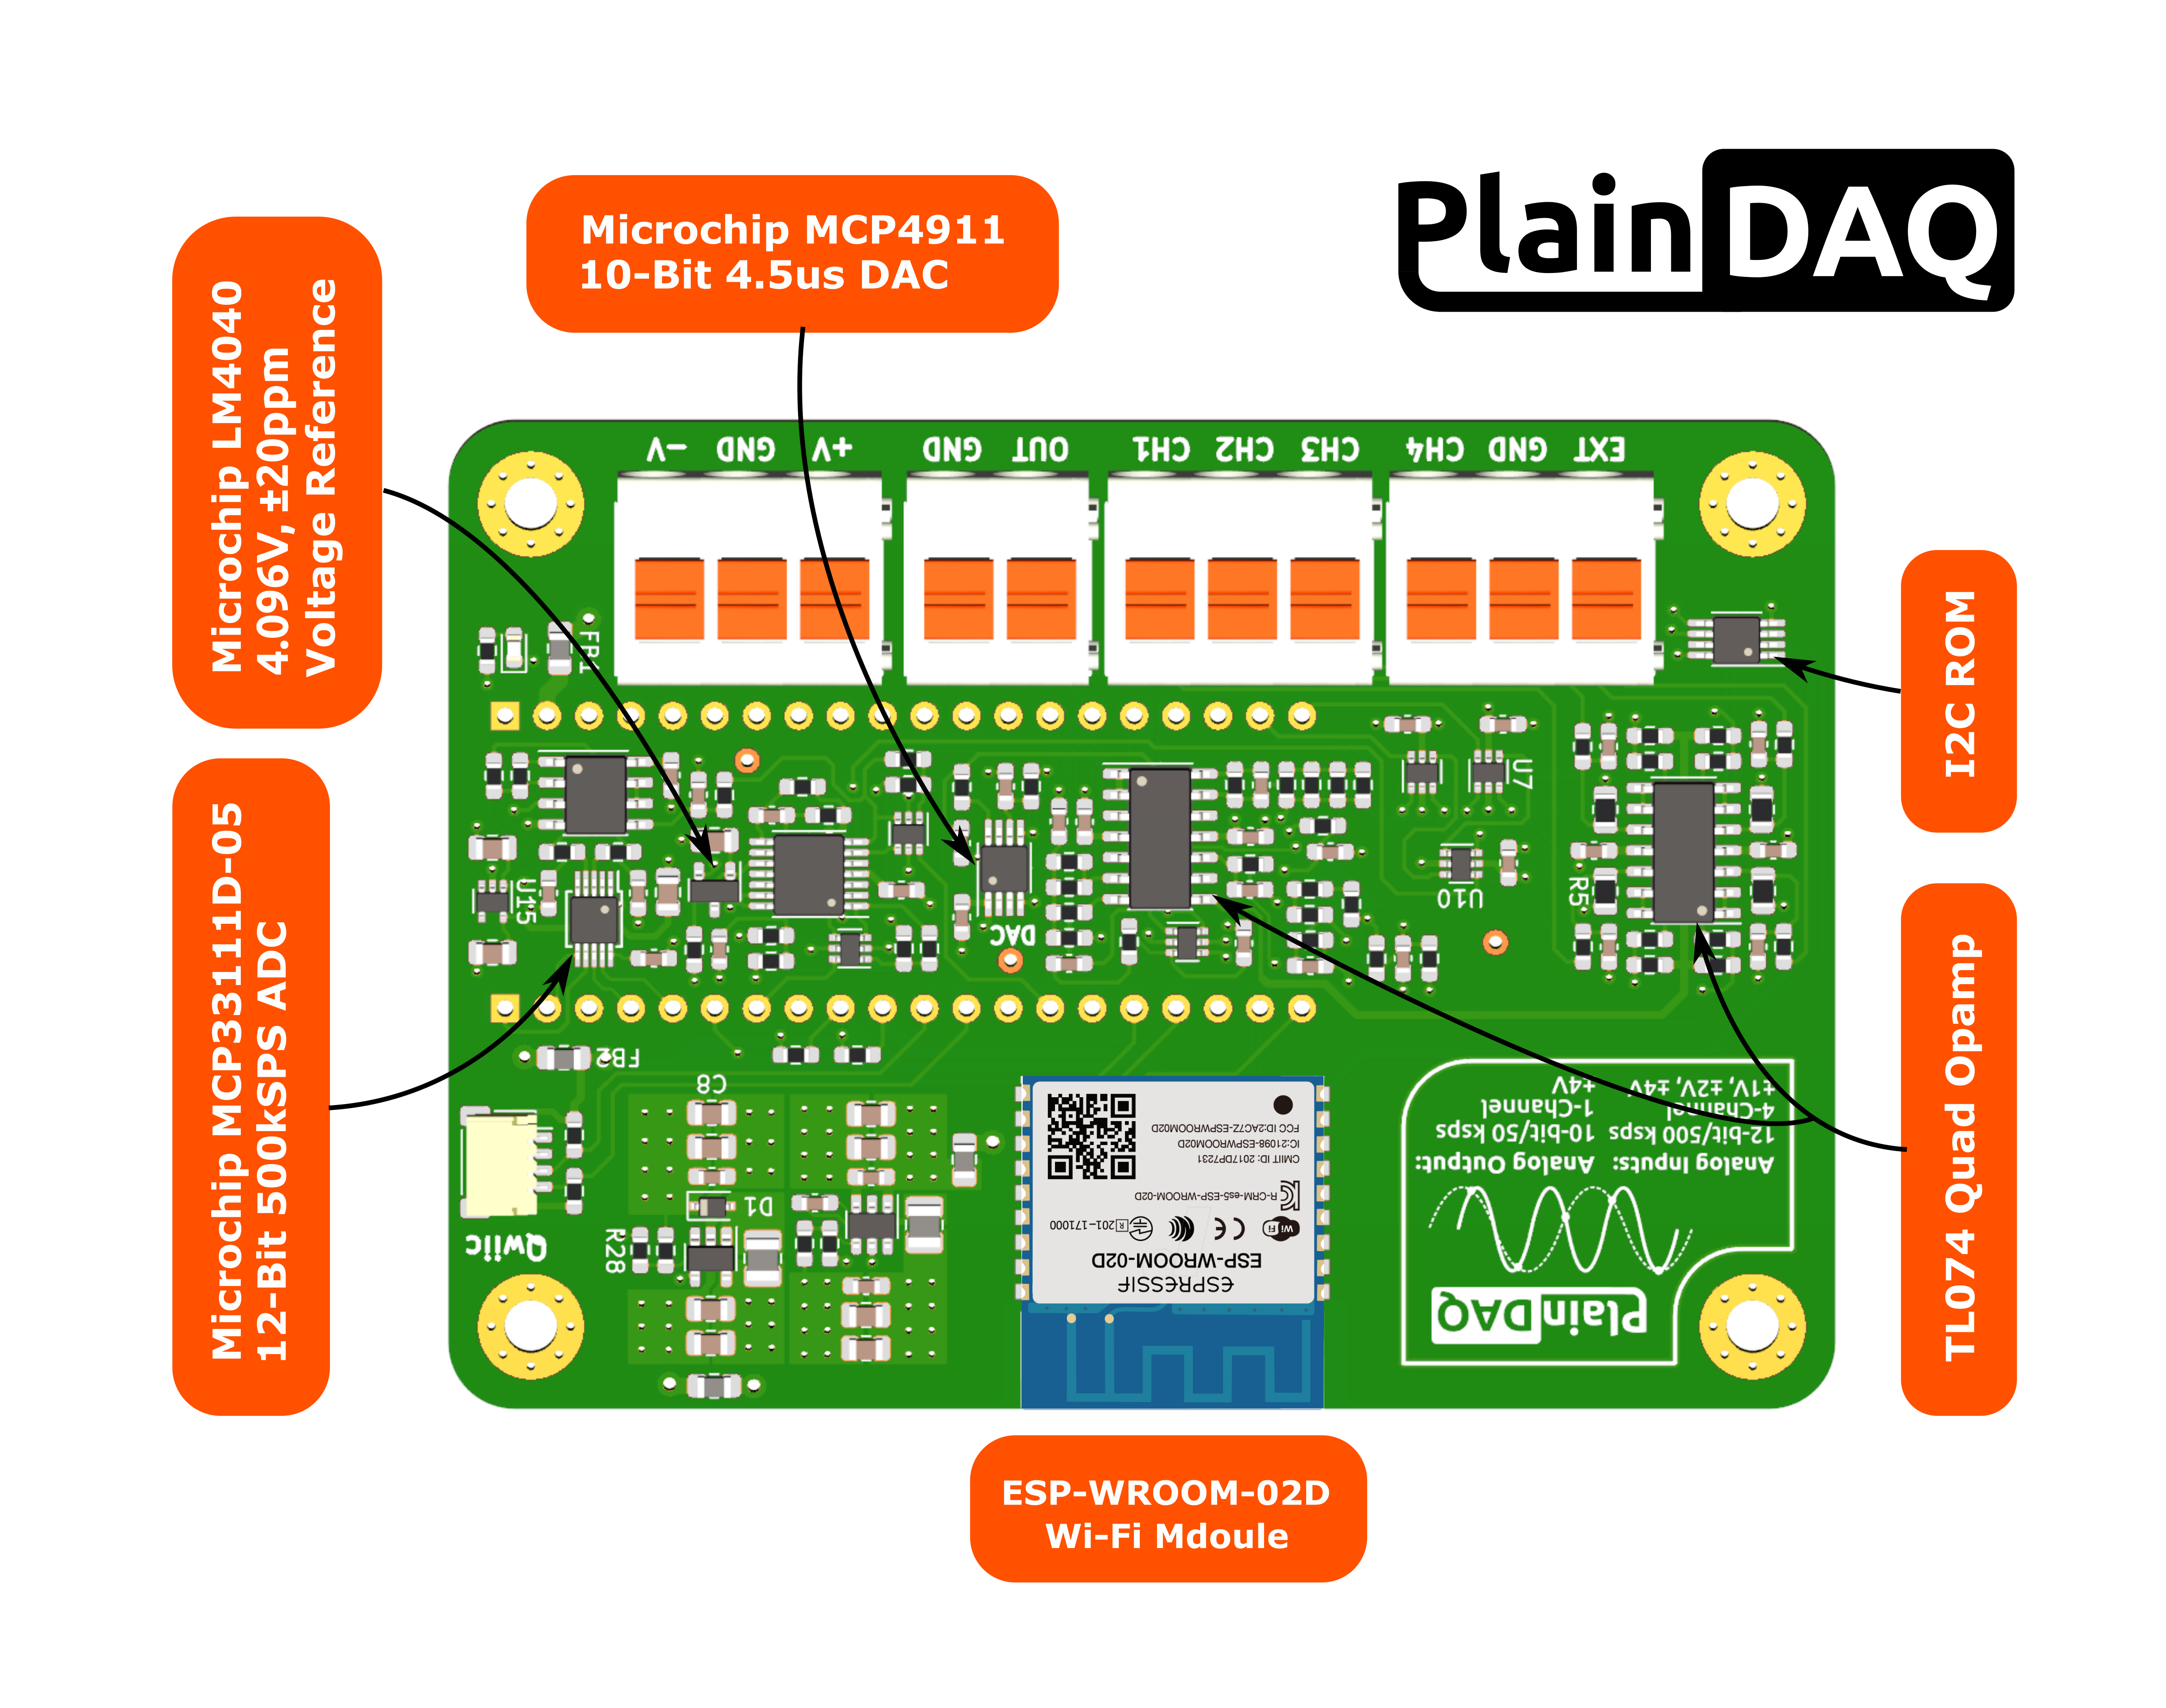 PlainDAQ
Microchip MCP4911
10-Bit 4.5us DAC
Microchip LM4040
4.096V,±20ppm
Voltage Reference
Microchip MCP33111D-05
12-Bit 500kSPS ADC
I2C ROM
TL074 Quad Opamp
ESP-WROOM-02D
Wi-Fi Mdoule
-V GND +V GND OUT CH1 CH2 CH3 CH4 GND EXT
FR1
U7
U15
U10
R5
DAC
FB2
C8
D1
R28
Qwiic
ESPRESSIF
ESP-WROOM-02D
Wi Fi
CE
R 201-171000
R-CRM-es5-ESP-WROOM-02D
CMIIT ID: 2017DP7231
IC:21098-ESPWROOM02D
FCC ID:2AC7Z-ESPWROOM02D
PlainDAQ
Analog Inputs: Analog Output:
12-bit/500 ksps 10-bit/50 ksps
4-Channel 1-Channel
±1V, ±2V, ±4V +4V